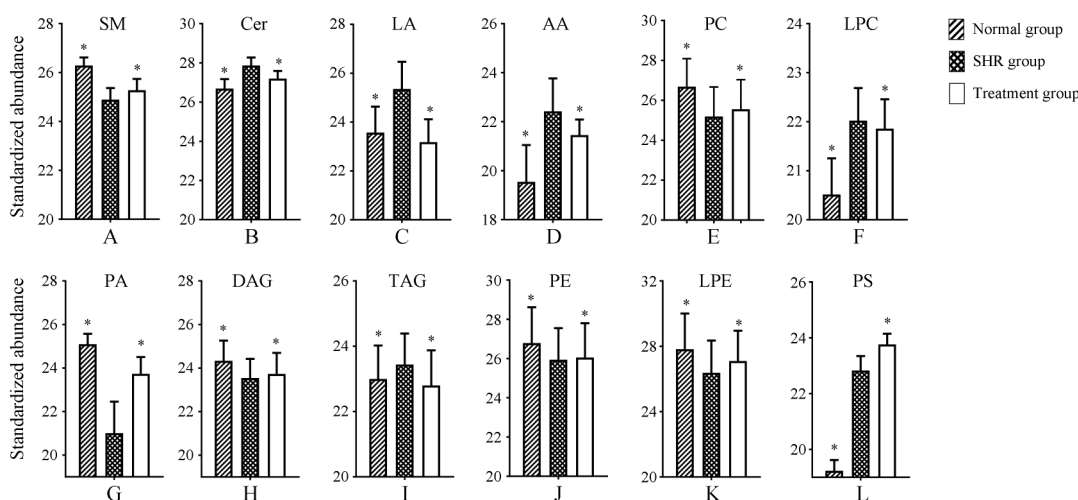 Standardized abundance
SM
28
26
24
22
20
*
*
A
Cer
30
28
26
24
22
20
*
*
B
LA
28
26
24
22
20
*
*
C
AA
26
24
22
20
18
*
*
D
PC
30
28
26
24
22
20
*
*
E
LPC
24
23
22
21
20
*
*
F
Normal group
SHR group
Treatment group
Standardized abundance
PA
28
26
24
22
20
*
*
G
DAG
28
26
24
22
20
*
*
H
TAG
26
24
22
20
*
*
I
PE
30
28
26
24
22
20
*
*
J
LPE
32
28
24
20
*
*
K
PS
26
24
22
20
*
*
L